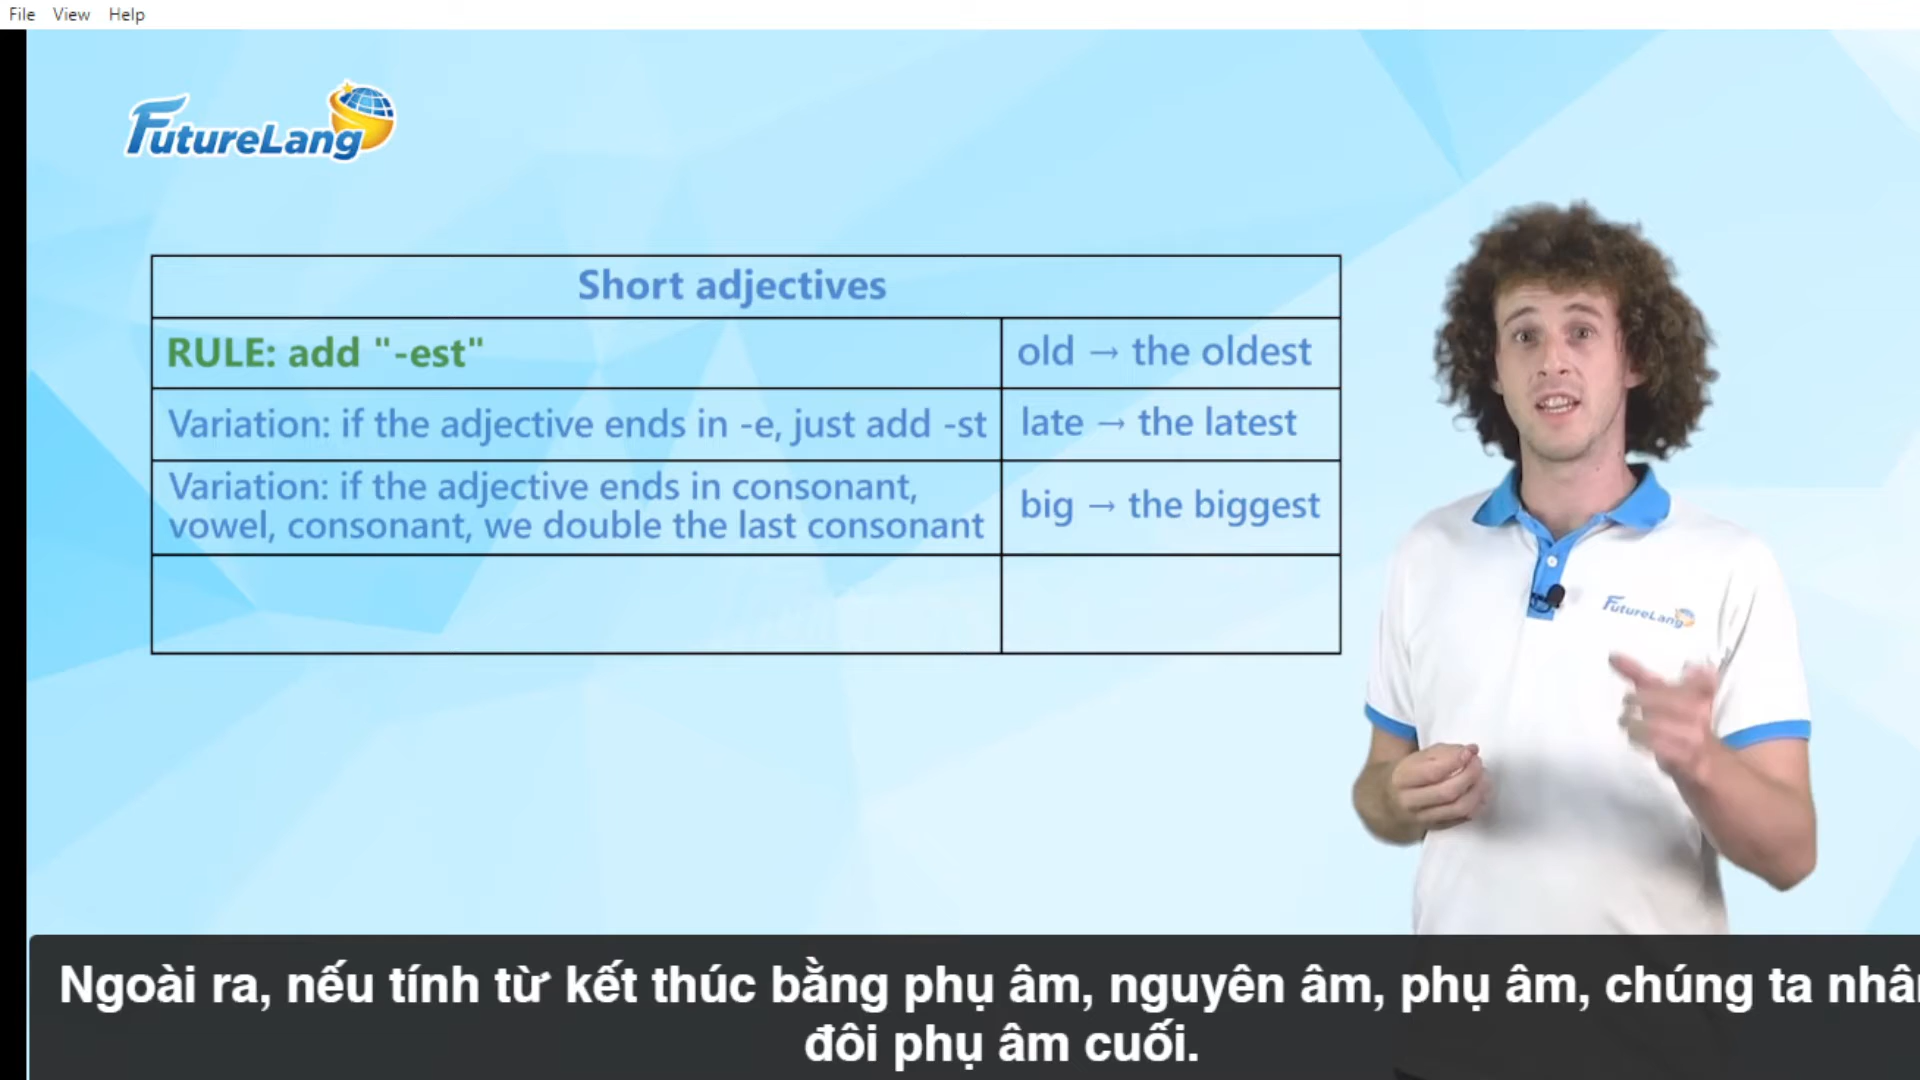 File View Help
FutureLang
Short adjectives
RULE: add "-est"
old → the oldest
Variation: if the adjective ends in -e, just add -st
late → the latest
Variation: if the adjective ends in consonant,
vowel, consonant, we double the last consonant
big → the biggest
FutureLang
Ngoài ra, nếu tính từ kết thúc bằng phụ âm, nguyên âm, phụ âm, chúng ta
đôi phụ âm cuối.